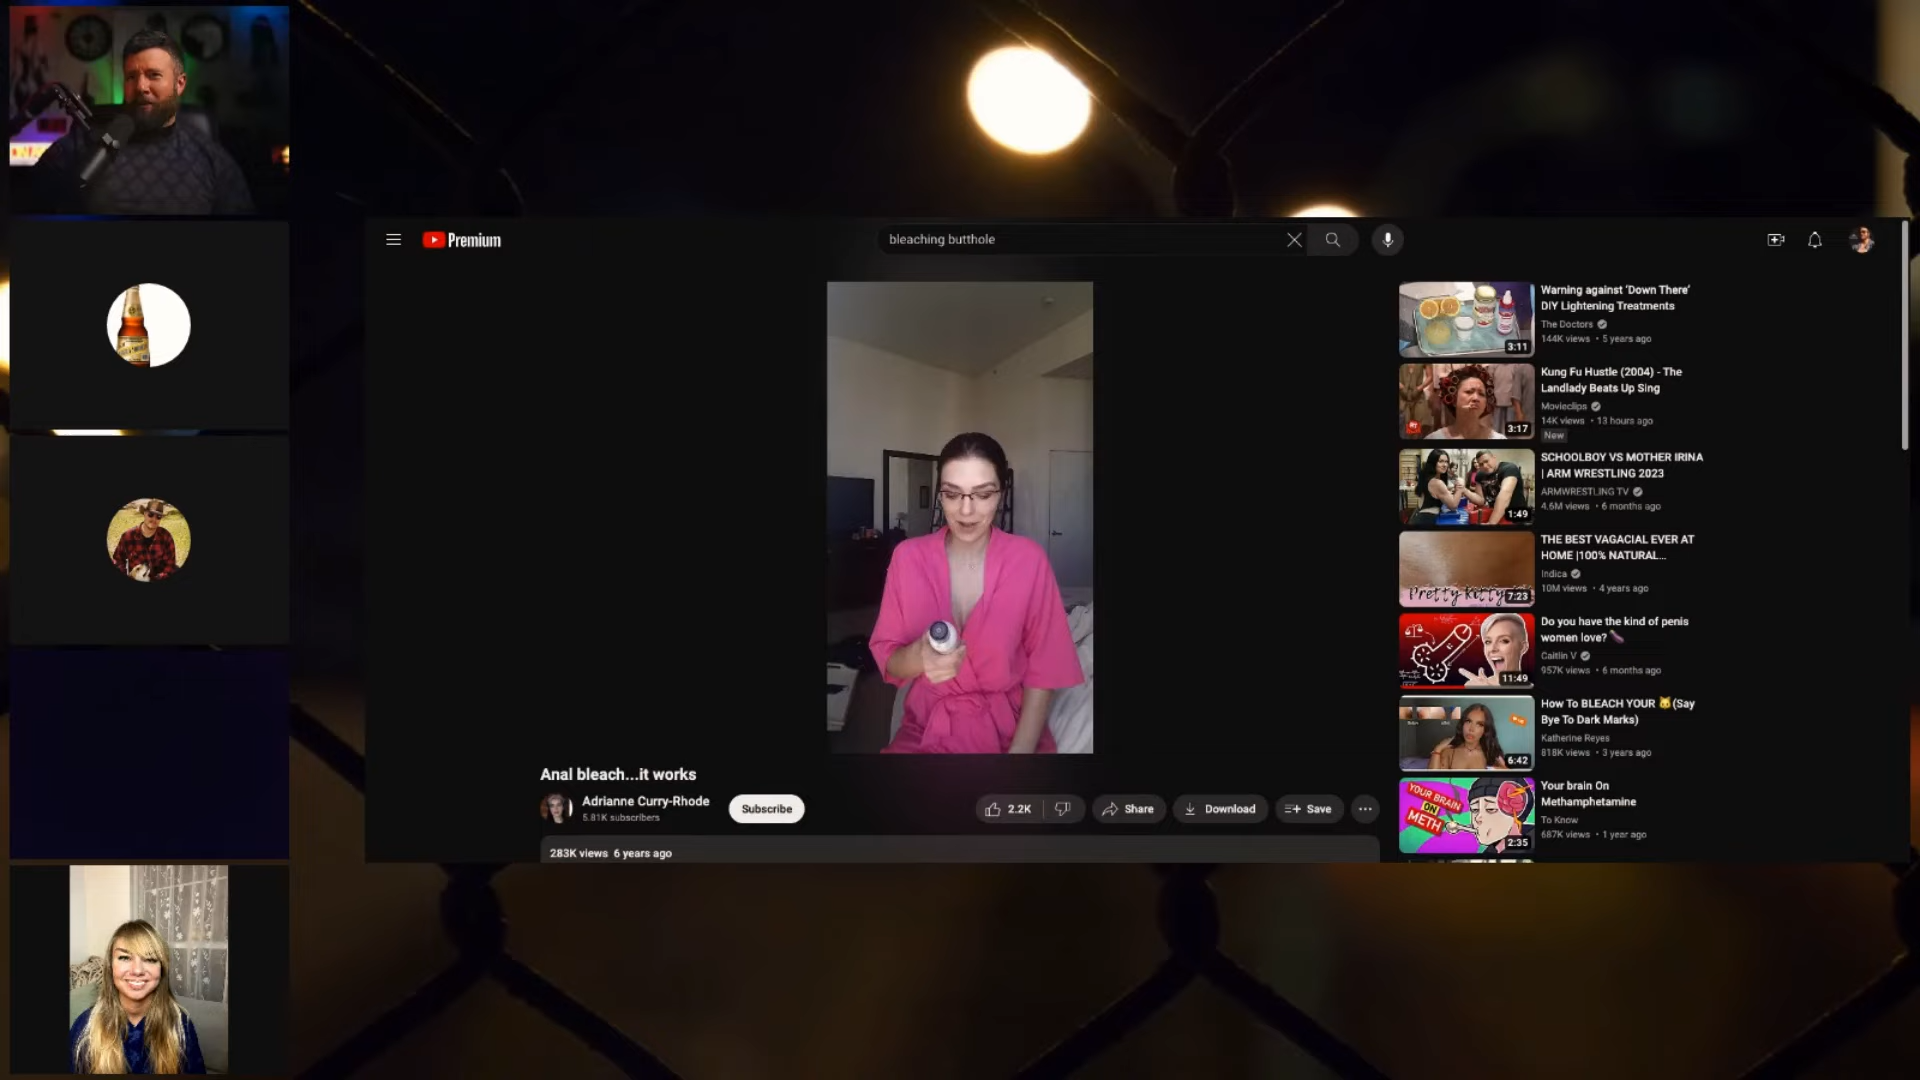 Premium
bleaching butthole
Warning against 'Down There'
DIY Lightening Treatments
The Doctors
144K views • 5 years ago
3:11
Kung Fu Hustle (2004) - The
Landlady Beats Up Sing
Movieclips
14K views • 13 hours ago
New
3:17
SCHOOLBOY VS MOTHER IRINA
| ARM WRESTLING 2023
ARMWRESTLING TV
4.6M views • 6 months ago
1:49
THE BEST VAGACIAL EVER AT
HOME |100% NATURAL...
Indica
10M views • 4 years ago
Pretty Kitty
7:23
Do you have the kind of penis
women love? 🍆
Caitlin V
957K views • 6 months ago
11:49
How To BLEACH YOUR 🐱(Say
Bye To Dark Marks)
Katherine Reyes
818K views • 3 years ago
6:42
Your brain On
Methamphetamine
To Know
687K views • 1 year ago
YOUR BRAIN
ON
METH
2:35
Anal bleach...it works
Adrianne Curry-Rhode
5.81K subscribers
Subscribe
2.2K
Share
Download
Save
283K views 6 years ago